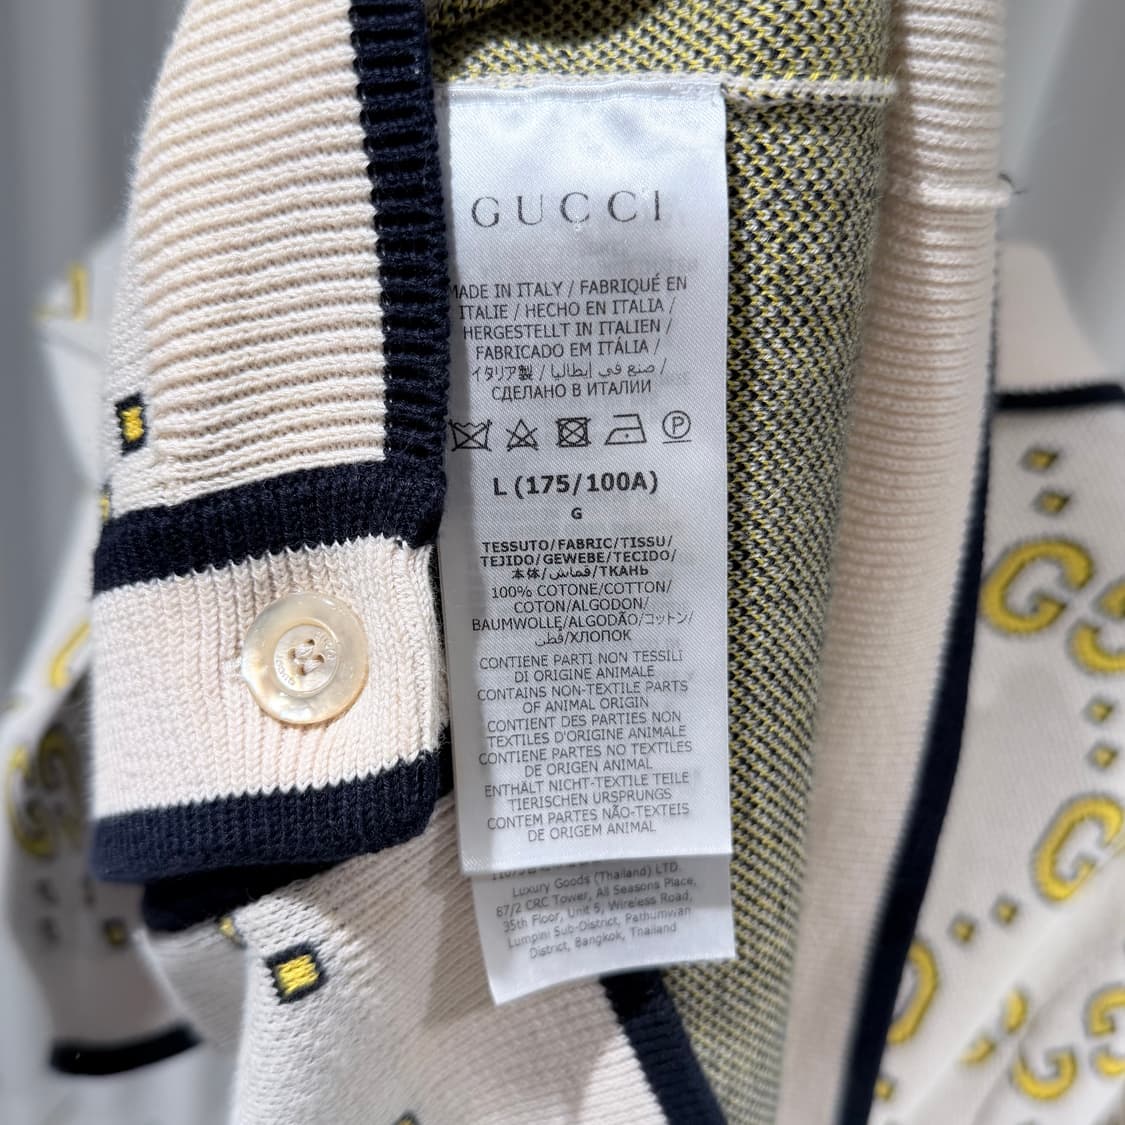 GUCCI
MADE IN ITALY / FABRIQUÉ EN
ITALIE / HECHO EN ITALIA /
HERGESTELLT IN ITALIEN /
FABRICADO EM ITÁLIA /
イタリア製 / صنع في إيطاليا /
СДЕЛАНО В ИТАЛИИ
P
L (175/100A)
G
TESSUTO/FABRIC/TISSU/
TEJIDO/GEWEBE/TECIDO/
本体/قماش/ТКАНЬ
100% COTONE/COTTON/
COTON/ALGODON/
BAUMWOLLE/ALGODÃO/コットン/
قطن/ХЛОПОК
CONTIENE PARTI NON TESSILI
DI ORIGINE ANIMALE
CONTAINS NON-TEXTILE PARTS
OF ANIMAL ORIGIN
CONTIENT DES PARTIES NON
TEXTILES D'ORIGINE ANIMALE
CONTIENE PARTES NO TEXTILES
DE ORIGEN ANIMAL
ENTHÄLT NICHT-TEXTILE TEILE
TIERISCHEN URSPRUNGS
CONTEM PARTES NÃO-TEXTEIS
DE ORIGEM ANIMAL
Luxury Goods (Thailand) LTD.
87/2 CRC Tower, All Seasons Place,
35th Floor, Unit 5, Wireless Road,
Lumpini Sub-District, Pathumwan
District, Bangkok, Thailand